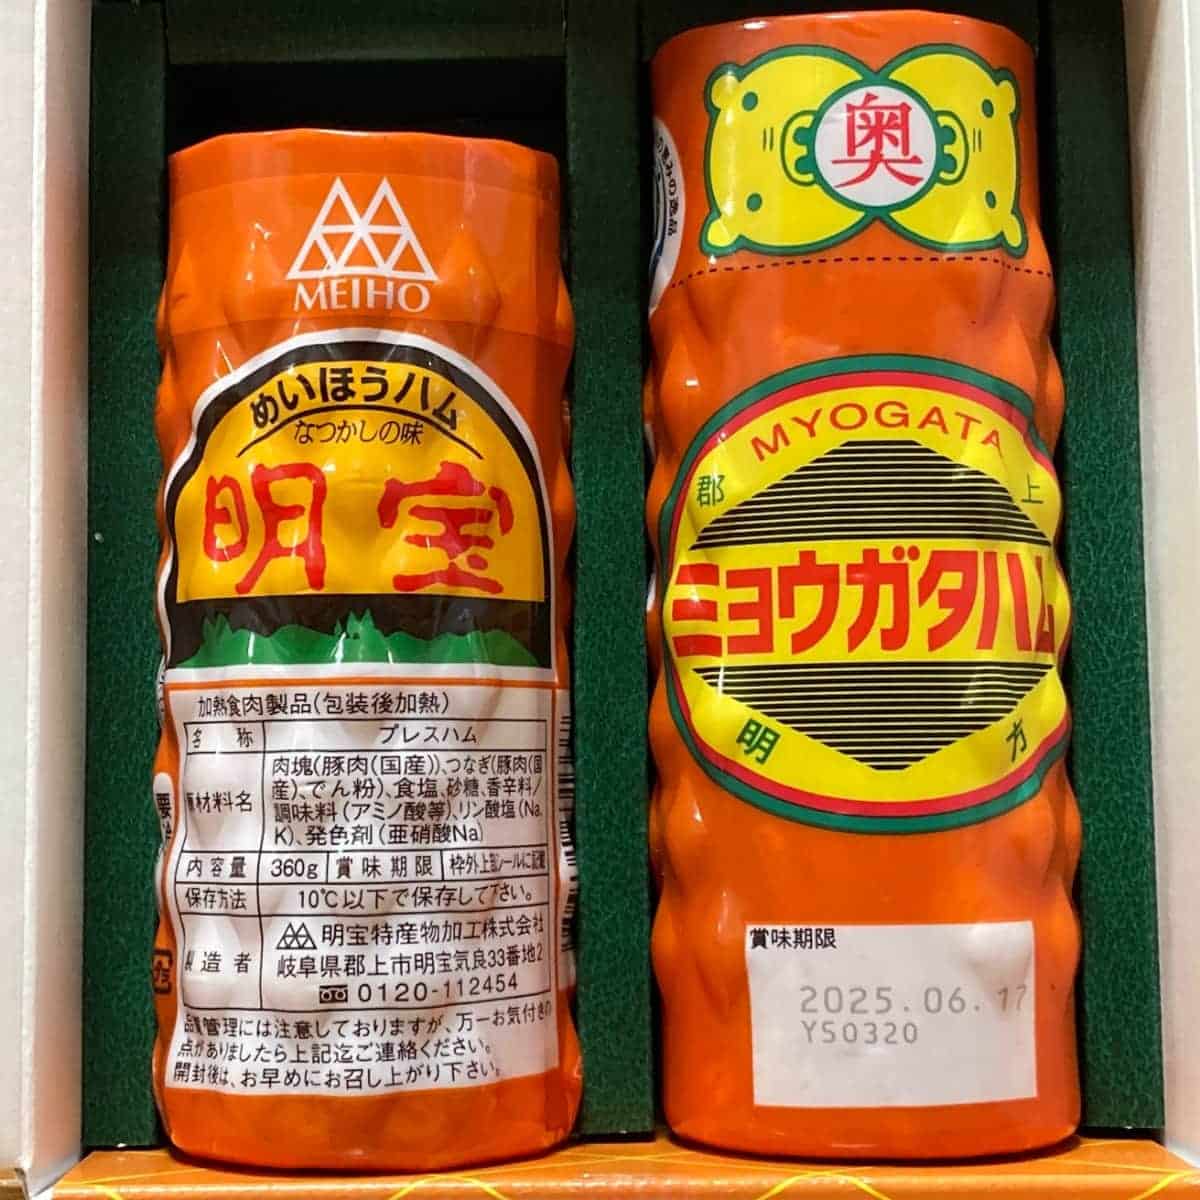 MEIHO
めいほうハム
なつかしの味
明宝
加熱食肉製品(包装後加熱)
名称 プレスハム
原材料名 肉塊(豚肉(国産))、つなぎ(豚肉(国
産)、でん粉)、食塩、砂糖、香辛料/
調味料(アミノ酸等)、リン酸塩(Na、
K)、発色剤(亜硝酸Na)
内容量 360g 賞味期限 枠外上部シールに記載
保存方法 10℃以下で保存して下さい。
製造者 明宝特産物加工株式会社
岐阜県郡上市明宝気良33番地2
0120-112454
品質管理には注意しておりますが、万一お気付きの
点がありましたら上記迄ご連絡ください。
開封後は、お早めにお召し上がり下さい。
奥
MYOGATA
郡上
ミョウガタハム
明方
賞味期限
2025.06.17
YS0320